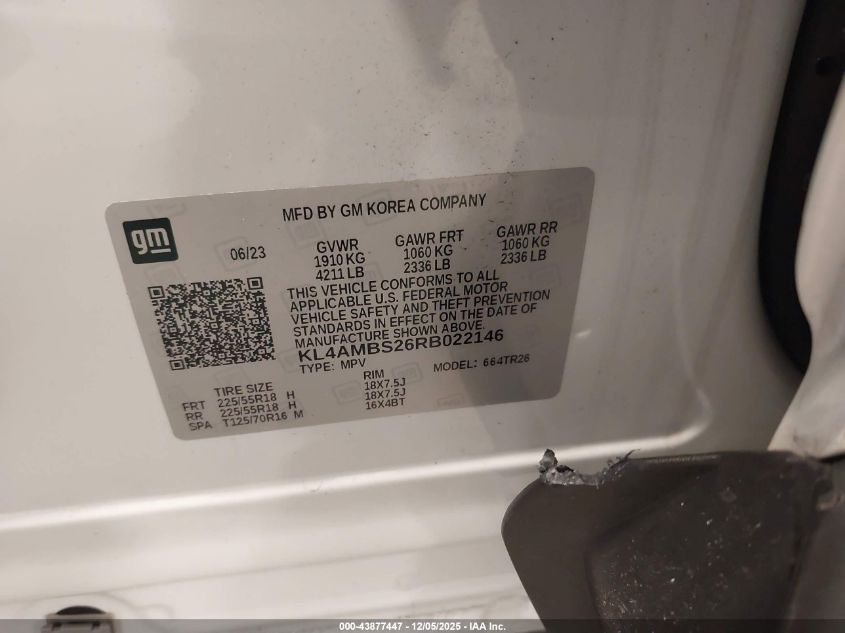 MFD BY GM KOREA COMPANY
gm
06/23
GVWR GAWR FRT GAWR RR
1910 KG 1060 KG 1060 KG
4211 LB 2336 LB 2336 LB
THIS VEHICLE CONFORMS TO ALL
APPLICABLE U.S. FEDERAL MOTOR
VEHICLE SAFETY AND THEFT PREVENTION
STANDARDS IN EFFECT ON THE DATE OF
MANUFACTURE SHOWN ABOVE.
KL4AMBS26RB022146
TYPE: MPV MODEL: 664TR26
TIRE SIZE RIM
FRT 225/55R18 H 18X7.5J
RR 225/55R18 H 18X7.5J
SPA T125/70R16 M 16X4BT
000-43877447 - 12/05/2025 - IAA Inc.